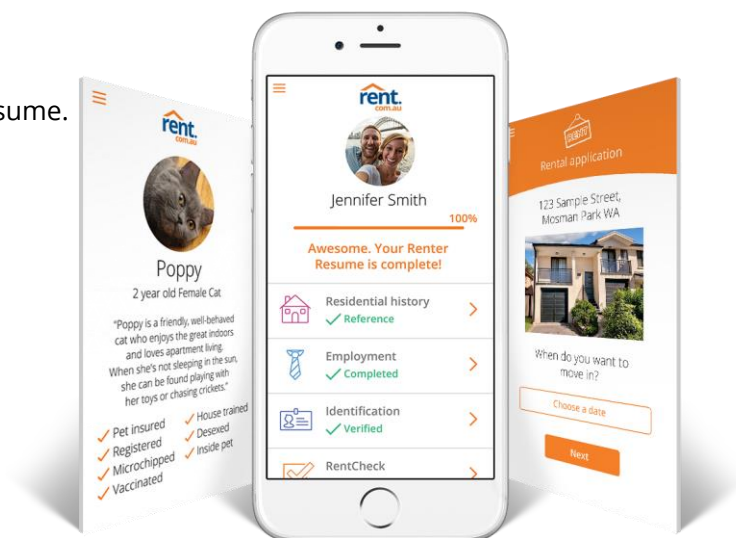 sume.
rent.
com.au
Poppy
2 year old Female Cat
"Poppy is a friendly, well-behaved
cat who enjoys the great indoors
and loves apartment living.
When she's not sleeping in the sun,
she can be found playing with
her toys or chasing crickets."
Pet insured
Registered
Microchipped
Vaccinated
House trained
Desexed
Inside pet
rent.
com.au
Jennifer Smith
100%
Awesome. Your Renter
Resume is complete!
Residential history
Reference
Employment
Completed
Identification
Verified
RentCheck
Rental application
123 Sample Street,
Mosman Park WA
When do you want to
move in?
Choose a date
Next